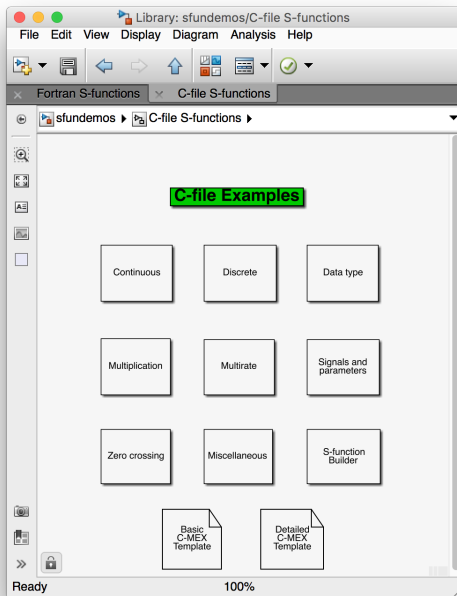 Library: sfundemos/C-file S-functions
File Edit View Display Diagram Analysis Help
Fortran S-functions C-file S-functions
sfundemos C-file S-functions
C-file Examples
Continuous Discrete Data type
Multiplication Multirate Signals and
parameters
Zero crossing Miscellaneous S-function
Builder
Basic
C-MEX
Template
Detailed
C-MEX
Template
Ready 100%